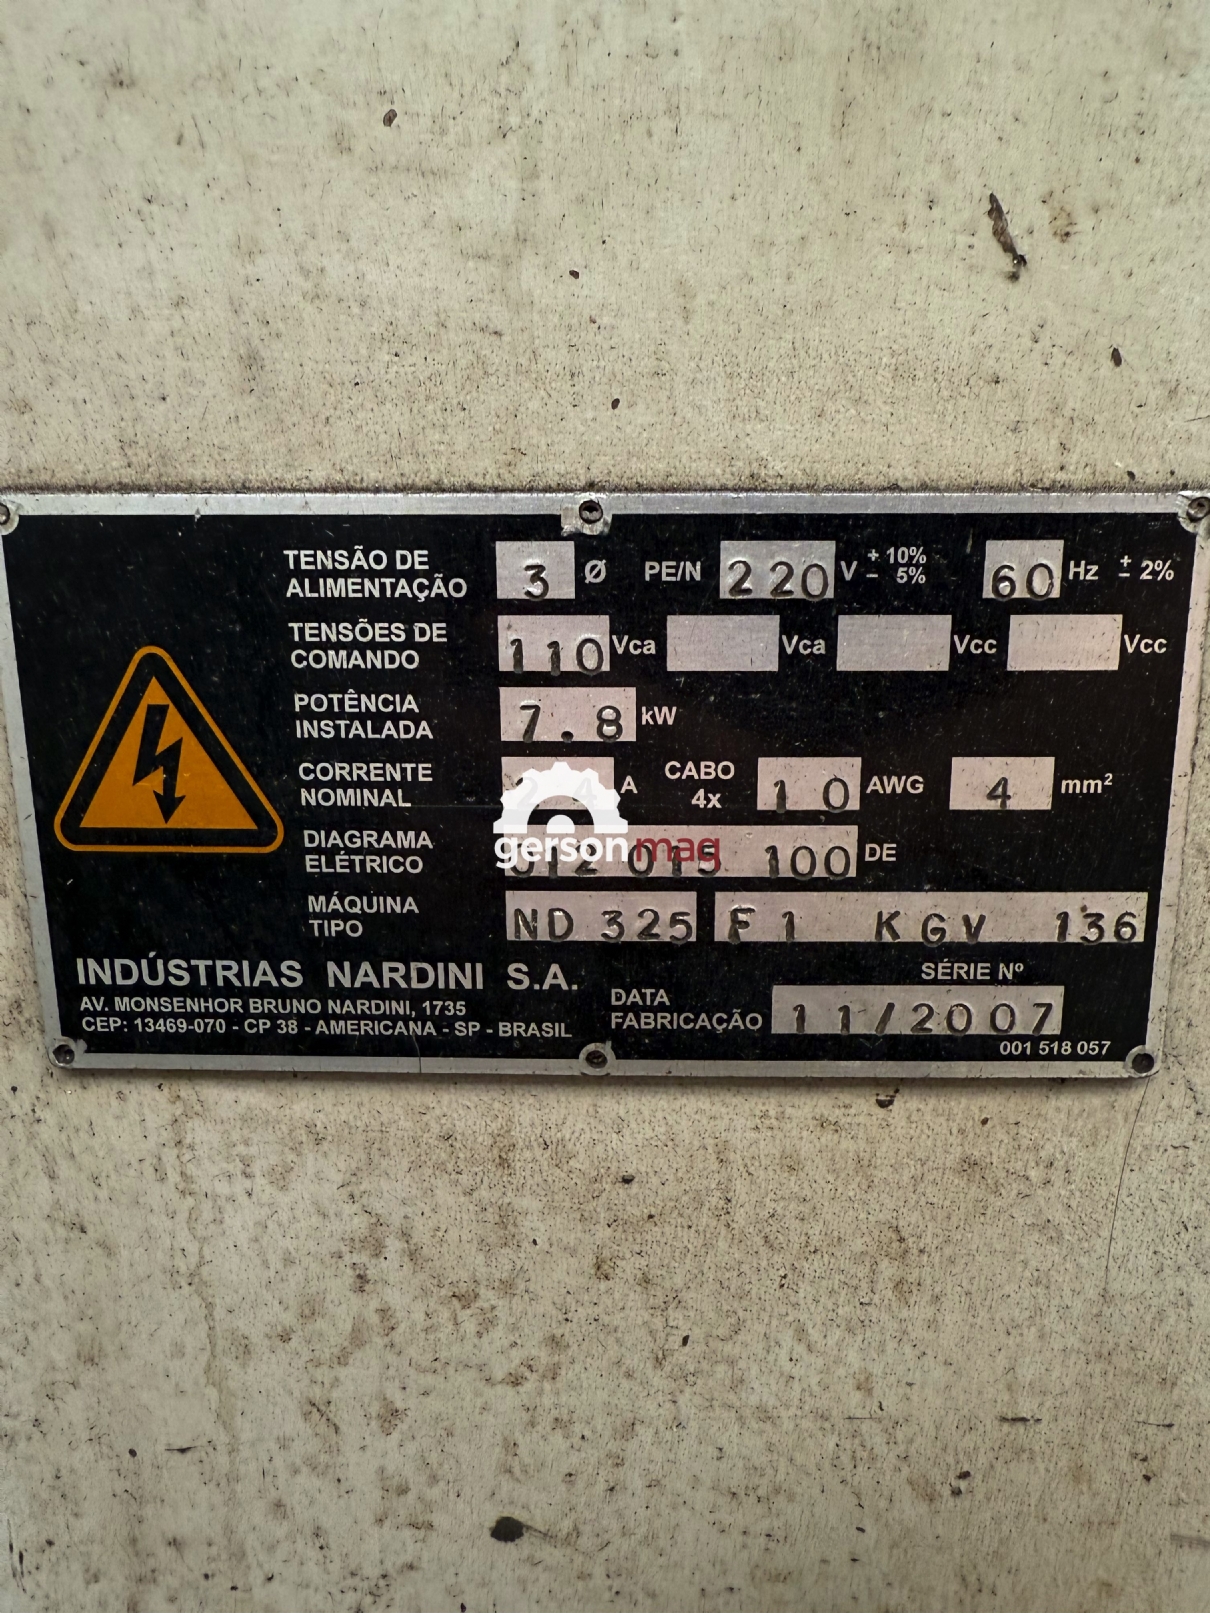 TENSÃO DE ALIMENTAÇÃO 3 Ø PE/N 220 V + 10% – 5% 60 Hz ± 2%
TENSÕES DE COMANDO 110 Vca Vca Vcc Vcc
POTÊNCIA INSTALADA 7.8 kW
CORRENTE NOMINAL A CABO 4x 10 AWG 4 mm²
DIAGRAMA ELÉTRICO 015 100 DE
gersonmag
MÁQUINA TIPO ND 325 F1 KGV 136
SÉRIE Nº
INDÚSTRIAS NARDINI S.A.
AV. MONSENHOR BRUNO NARDINI, 1735
CEP: 13469-070 - CP 38 - AMERICANA - SP - BRASIL
DATA FABRICAÇÃO 11/2007
001 518 057